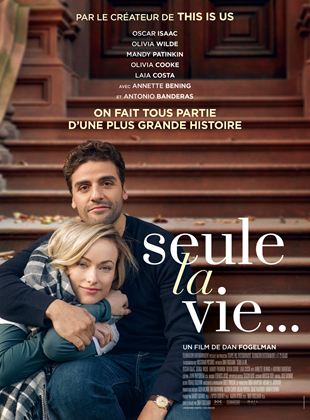 PAR LE CRÉATEUR DE THIS IS US
OSCAR ISAAC
OLIVIA WILDE
MANDY PATINKIN
OLIVIA COOKE
LAIA COSTA
AVEC ANNETTE BENING
ET ANTONIO BANDERAS
ON FAIT TOUS PARTIE
D'UNE PLUS GRANDE HISTOIRE
seule
la
vie...
UN FILM DE DAN FOGELMAN